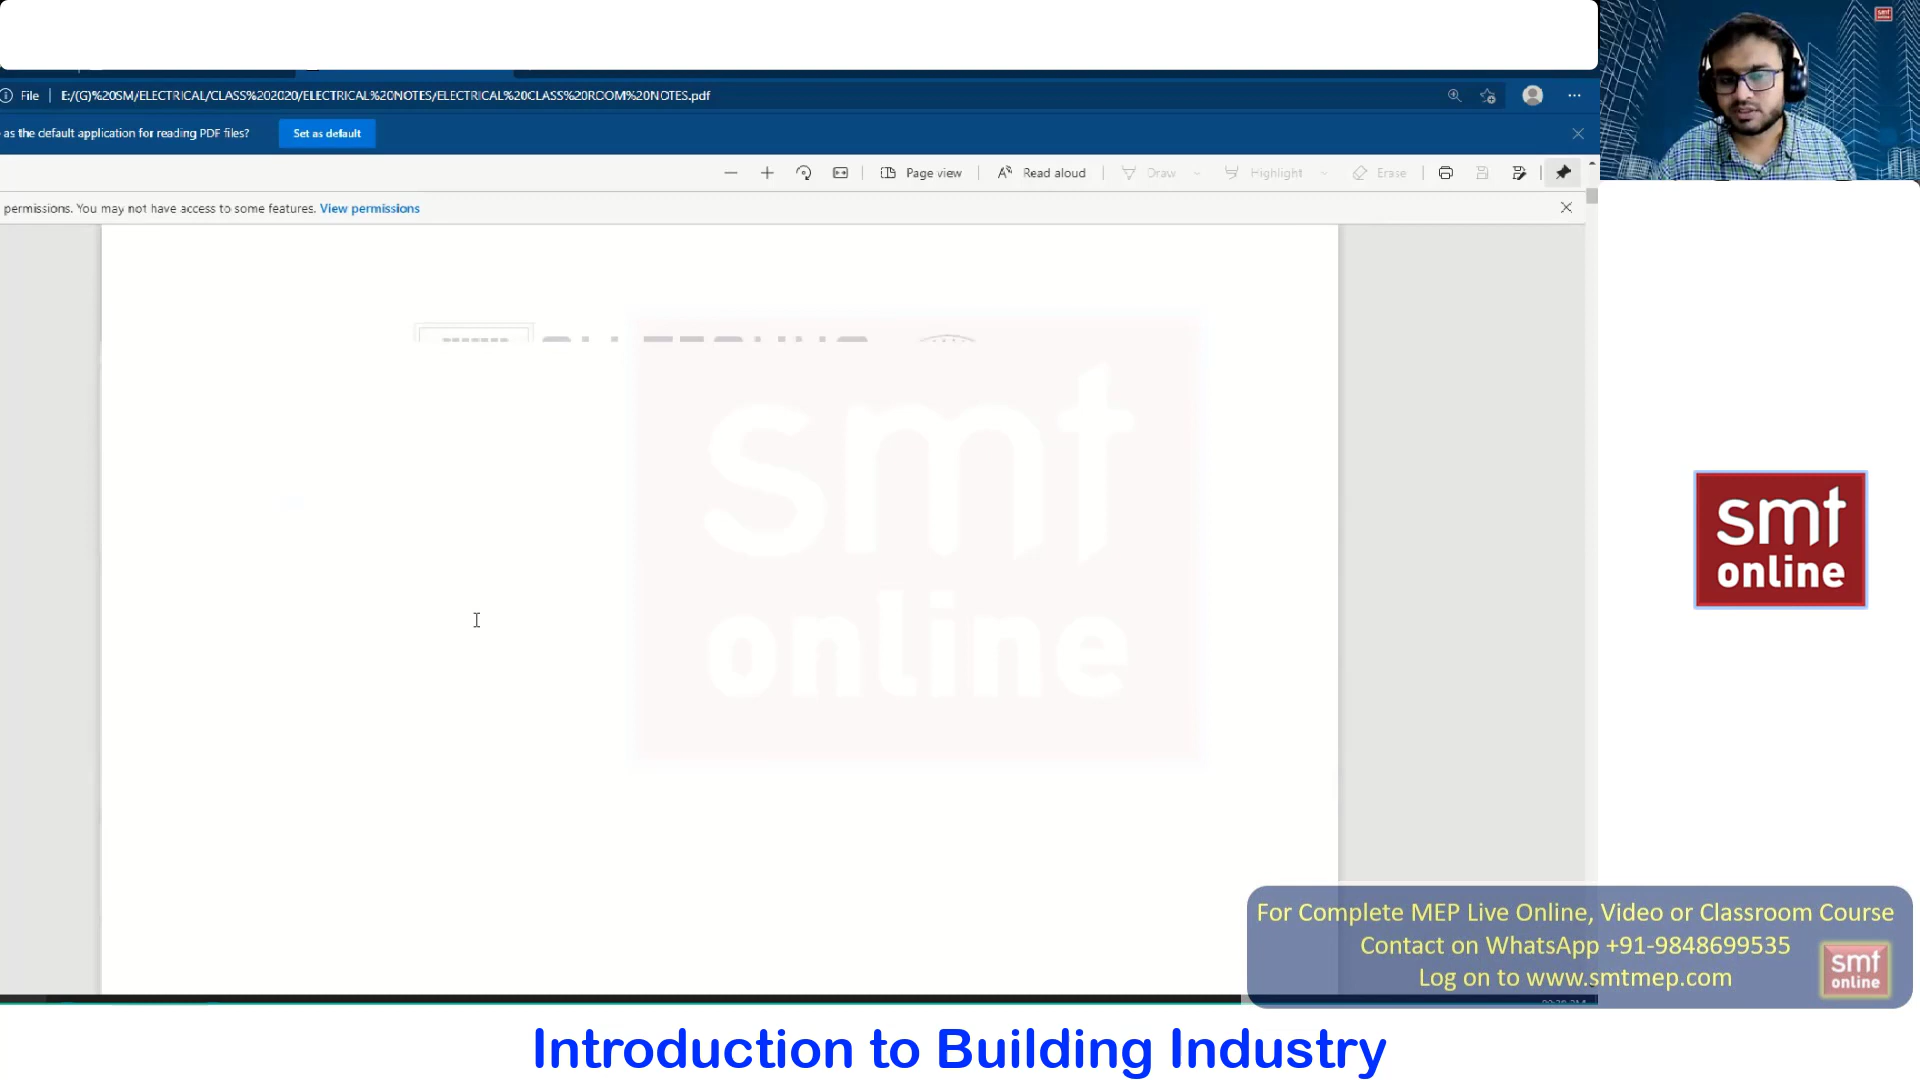 smt
File
E:/(G)%20SM/ELECTRICAL/CLASS%202020/ELECTRICAL%20NOTES/ELECTRICAL%20CLASS%20ROOM%20NOTES.pdf
as the default application for reading PDF files?
Set as default
Page view
Read aloud
Draw
Highlight
Erase
permissions. You may not have access to some features. View permissions
smt
online
smt
online
For Complete MEP Live Online, Video or Classroom Course
Contact on WhatsApp +91-9848699535
Log on to www.smtmep.com
smt
online
Introduction to Building Industry